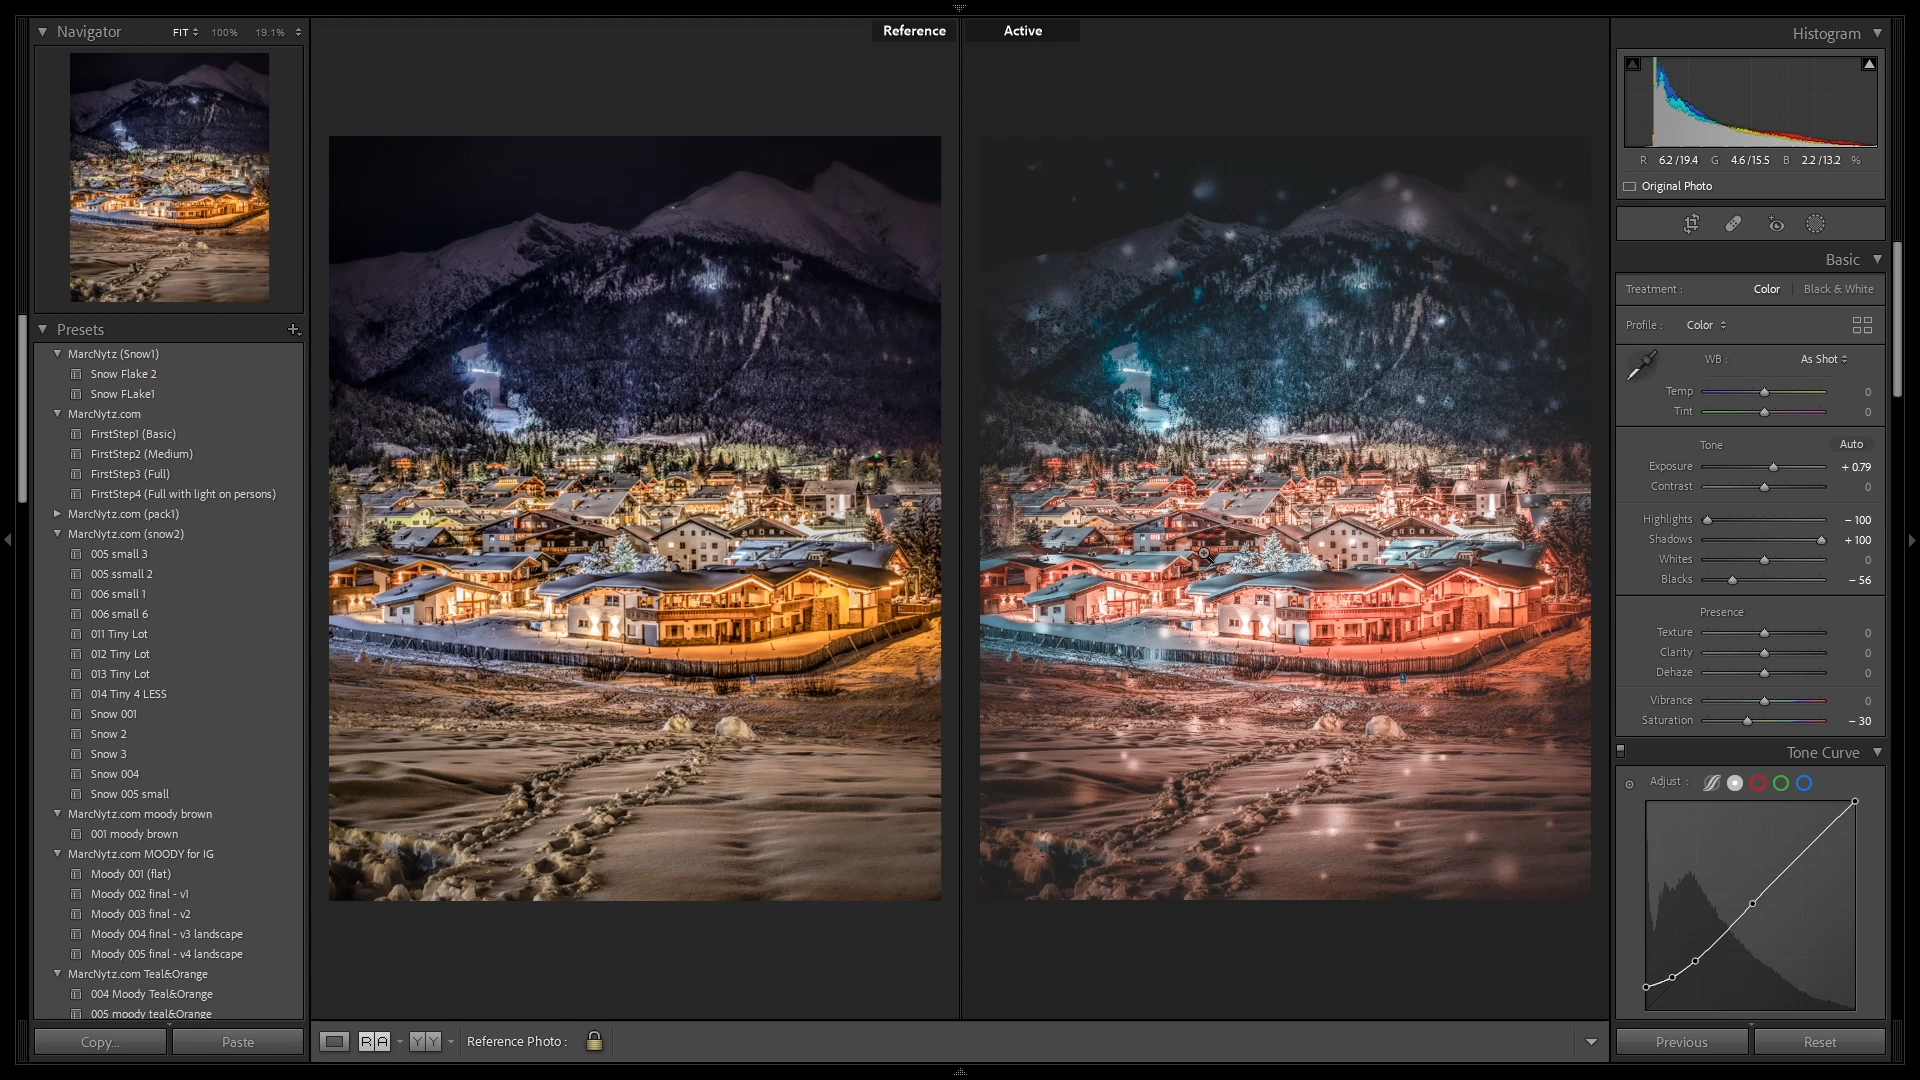 Navigator FIT 100% 19.1%
Presets
MarcNytz (Snow1)
Snow Flake 2
Snow FLake1
MarcNytz.com
FirstStep1 (Basic)
FirstStep2 (Medium)
FirstStep3 (Full)
FirstStep4 (Full with light on persons)
MarcNytz.com (pack1)
MarcNytz.com (snow2)
005 small 3
005 ssmall 2
006 small 1
006 small 6
011 Tiny Lot
012 Tiny Lot
013 Tiny Lot
014 Tiny 4 LESS
Snow 001
Snow 2
Snow 3
Snow 004
Snow 005 small
MarcNytz.com moody brown
001 moody brown
MarcNytz.com MOODY for IG
Moody 001 (flat)
Moody 002 final - v1
Moody 003 final - v2
Moody 004 final - v3 landscape
Moody 005 final - v4 landscape
MarcNytz.com Teal&Orange
004 Moody Teal&Orange
005 moody teal&Orange
Copy... Paste
Reference
Active
R A Y Y Reference Photo :
Histogram
R 6.2 / 19.4 G 4.6 / 15.5 B 2.2 / 13.2 %
Original Photo
Basic
Treatment : Color Black & White
Profile : Color
WB : As Shot
Temp 0
Tint 0
Tone Auto
Exposure + 0.79
Contrast 0
Highlights – 100
Shadows + 100
Whites 0
Blacks – 56
Presence
Texture 0
Clarity 0
Dehaze 0
Vibrance 0
Saturation – 30
Tone Curve
Adjust :
Previous Reset